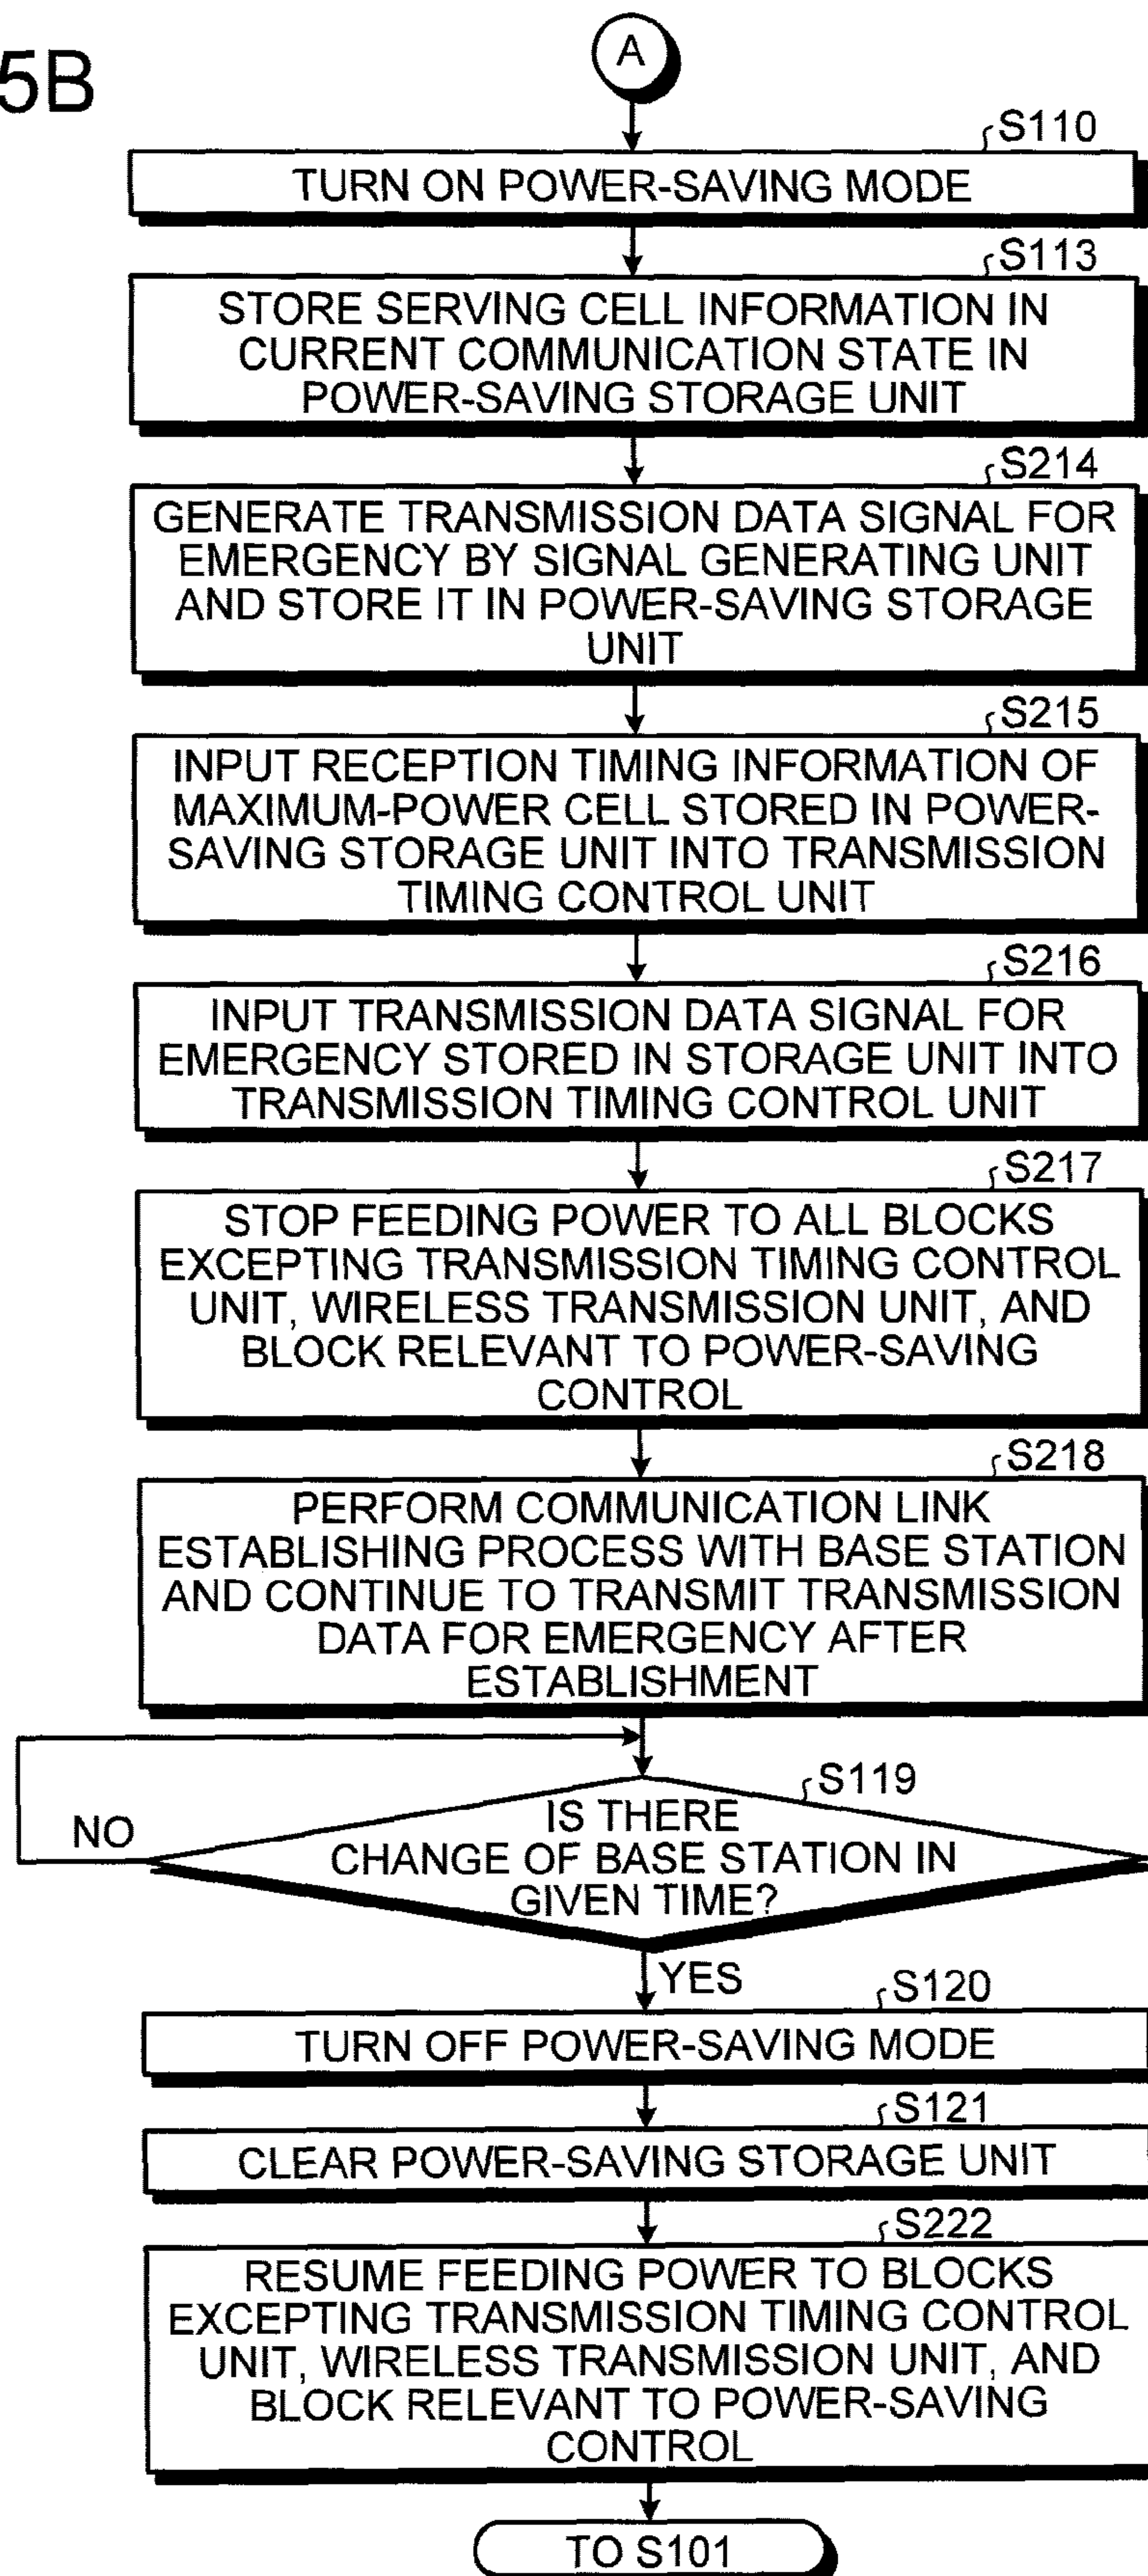 5B
A
S110
TURN ON POWER-SAVING MODE
S113
STORE SERVING CELL INFORMATION IN
CURRENT COMMUNICATION STATE IN
POWER-SAVING STORAGE UNIT
S214
GENERATE TRANSMISSION DATA SIGNAL FOR
EMERGENCY BY SIGNAL GENERATING UNIT
AND STORE IT IN POWER-SAVING STORAGE
UNIT
S215
INPUT RECEPTION TIMING INFORMATION OF
MAXIMUM-POWER CELL STORED IN POWER-
SAVING STORAGE UNIT INTO TRANSMISSION
TIMING CONTROL UNIT
S216
INPUT TRANSMISSION DATA SIGNAL FOR
EMERGENCY STORED IN STORAGE UNIT INTO
TRANSMISSION TIMING CONTROL UNIT
S217
STOP FEEDING POWER TO ALL BLOCKS
EXCEPTING TRANSMISSION TIMING CONTROL
UNIT, WIRELESS TRANSMISSION UNIT, AND
BLOCK RELEVANT TO POWER-SAVING
CONTROL
S218
PERFORM COMMUNICATION LINK
ESTABLISHING PROCESS WITH BASE STATION
AND CONTINUE TO TRANSMIT TRANSMISSION
DATA FOR EMERGENCY AFTER
ESTABLISHMENT
S119
IS THERE
CHANGE OF BASE STATION IN
GIVEN TIME?
NO
YES
S120
TURN OFF POWER-SAVING MODE
S121
CLEAR POWER-SAVING STORAGE UNIT
S222
RESUME FEEDING POWER TO BLOCKS
EXCEPTING TRANSMISSION TIMING CONTROL
UNIT, WIRELESS TRANSMISSION UNIT, AND
BLOCK RELEVANT TO POWER-SAVING
CONTROL
TO S101